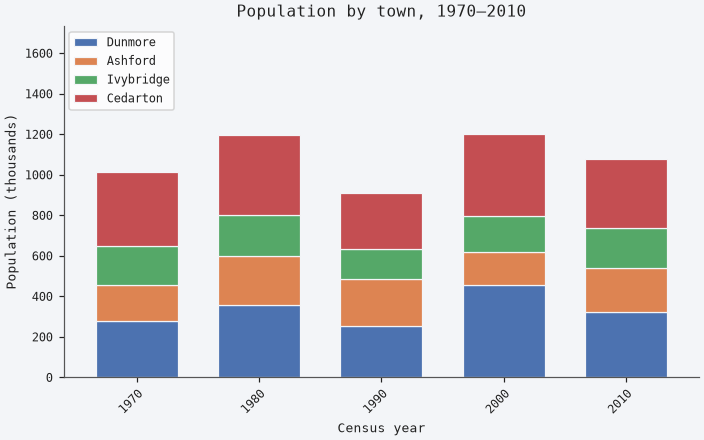 Population by town, 1970–2010
Dunmore
Ashford
Ivybridge
Cedarton
Population (thousands)
1600
1400
1200
1000
800
600
400
200
0
1970
1980
1990
2000
2010
Census year